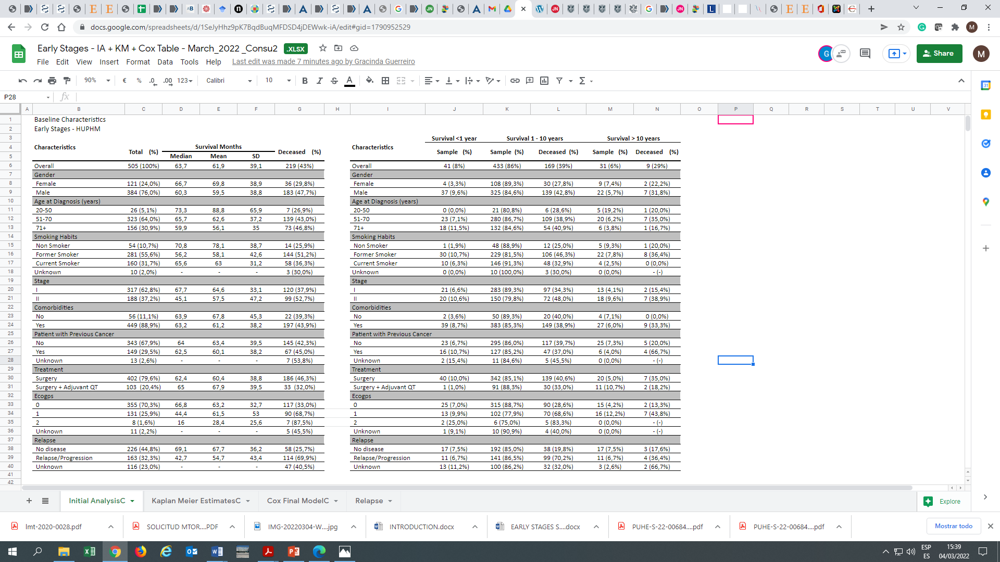 docs.google.com/spreadsheets/d/1SeJyHhz9pK7BqdBuqMFDSD4jDEWwk-iA/edit#gid=1790952529
Early Stages - IA + KM + Cox Table - March_2022 _Consu2 .XLSX
File Edit View Insert Format Data Tools Help Last edit was made 7 minutes ago by Gracinda Guerreiro
G Share M
90% € % .0 .00 123 Calibri 10 B I S A
P28 fx
A B C D E F G H I J K L M N O P Q R S T U V
1 Baseline Characteristics
2 Early Stages - HUPHM
3 Survival <1 year Survival 1 - 10 years Survival > 10 years
4 Characteristics Total (%) Survival Months Deceased (%) Characteristics Sample (%) Sample (%) Deceased (%) Sample (%) Deceased (%)
5 Median Mean SD
6 Overall 505 (100%) 63,7 61,9 39,1 219 (43%) Overall 41 (8%) 433 (86%) 169 (39%) 31 (6%) 9 (29%)
7 Gender Gender
8 Female 121 (24,0%) 66,7 69,8 38,9 36 (29,8%) Female 4 (3,3%) 108 (89,3%) 30 (27,8%) 9 (7,4%) 2 (22,2%)
9 Male 384 (76,0%) 60,3 59,5 38,8 183 (47,7%) Male 37 (9,6%) 325 (84,6%) 139 (42,8%) 22 (5,7%) 7 (31,8%)
10 Age at Diagnosis (years) Age at Diagnosis (years)
11 20-50 26 (5,1%) 73,3 88,8 65,9 7 (26,9%) 20-50 0 (0,0%) 21 (80,8%) 6 (28,6%) 5 (19,2%) 1 (20,0%)
12 51-70 323 (64,0%) 65,7 62,6 37,2 139 (43,0%) 51-70 23 (7,1%) 280 (86,7%) 109 (38,9%) 20 (6,2%) 7 (35,0%)
13 71+ 156 (30,9%) 59,9 56,1 35 73 (46,8%) 71+ 18 (11,5%) 132 (84,6%) 54 (40,9%) 6 (3,8%) 1 (16,7%)
14 Smoking Habits Smoking Habits
15 Non Smoker 54 (10,7%) 70,8 78,1 38,7 14 (25,9%) Non Smoker 1 (1,9%) 48 (88,9%) 12 (25,0%) 5 (9,3%) 1 (20,0%)
16 Former Smoker 281 (55,6%) 56,2 58,1 42,6 144 (51,2%) Former Smoker 30 (10,7%) 229 (81,5%) 106 (46,3%) 22 (7,8%) 8 (36,4%)
17 Current Smoker 160 (31,7%) 65,6 63 31,2 58 (36,3%) Current Smoker 10 (6,3%) 146 (91,3%) 48 (32,9%) 4 (2,5%) 0 (0,0%)
18 Unknown 10 (2,0%) - - - 3 (30,0%) Unknown 0 (0,0%) 10 (100,0%) 3 (30,0%) 0 (0,0%) - (-)
19 Stage Stage
20 I 317 (62,8%) 67,7 64,6 33,1 120 (37,9%) I 21 (6,6%) 283 (89,3%) 97 (34,3%) 13 (4,1%) 2 (15,4%)
21 II 188 (37,2%) 45,1 57,5 47,2 99 (52,7%) II 20 (10,6%) 150 (79,8%) 72 (48,0%) 18 (9,6%) 7 (38,9%)
22 Comorbidities Comorbidities
23 No 56 (11,1%) 63,9 67,8 45,3 22 (39,3%) No 2 (3,6%) 50 (89,3%) 20 (40,0%) 4 (7,1%) 0 (0,0%)
24 Yes 449 (88,9%) 63,2 61,2 38,2 197 (43,9%) Yes 39 (8,7%) 383 (85,3%) 149 (38,9%) 27 (6,0%) 9 (33,3%)
25 Patient with Previous Cancer Patient with Previous Cancer
26 No 343 (67,9%) 64 63,4 39,5 145 (42,3%) No 23 (6,7%) 295 (86,0%) 117 (39,7%) 25 (7,3%) 5 (20,0%)
27 Yes 149 (29,5%) 62,5 60,1 38,2 67 (45,0%) Yes 16 (10,7%) 127 (85,2%) 47 (37,0%) 6 (4,0%) 4 (66,7%)
28 Unknown 13 (2,6%) - - - 7 (53,8%) Unknown 2 (15,4%) 11 (84,6%) 5 (45,5%) 0 (0,0%) - (-)
29 Treatment Treatment
30 Surgery 402 (79,6%) 62,4 60,4 38,8 186 (46,3%) Surgery 40 (10,0%) 342 (85,1%) 139 (40,6%) 20 (5,0%) 7 (35,0%)
31 Surgery + Adjuvant QT 103 (20,4%) 65 67,9 39,5 33 (32,0%) Surgery + Adjuvant QT 1 (1,0%) 91 (88,3%) 30 (33,0%) 11 (10,7%) 2 (18,2%)
32 Ecogps Ecogps
33 0 355 (70,3%) 66,8 63,2 32,7 117 (33,0%) 0 25 (7,0%) 315 (88,7%) 90 (28,6%) 15 (4,2%) 2 (13,3%)
34 1 131 (25,9%) 44,4 61,5 53 90 (68,7%) 1 13 (9,9%) 102 (77,9%) 70 (68,6%) 16 (12,2%) 7 (43,8%)
35 2 8 (1,6%) 16 28,4 25,6 7 (87,5%) 2 2 (25,0%) 6 (75,0%) 5 (83,3%) 0 (0,0%) - (-)
36 Unknown 11 (2,2%) - - - 5 (45,5%) Unknown 1 (9,1%) 10 (90,9%) 4 (40,0%) 0 (0,0%) - (-)
37 Relapse Relapse
38 No disease 226 (44,8%) 69,1 67,7 36,2 58 (25,7%) No disease 17 (7,5%) 192 (85,0%) 38 (19,8%) 17 (7,5%) 3 (17,6%)
39 Relapse/Progression 163 (32,3%) 42,7 54,7 43,4 114 (69,9%) Relapse/Progression 11 (6,7%) 141 (86,5%) 99 (70,2%) 11 (6,7%) 4 (36,4%)
40 Unknown 116 (23,0%) - - - 47 (40,5%) Unknown 13 (11,2%) 100 (86,2%) 32 (32,0%) 3 (2,6%) 2 (66,7%)
41
42
Initial AnalysisC Kaplan Meier EstimatesC Cox Final ModelC Relapse Explore
lmt-2020-0028.pdf SOLICITUD MTOR....PDF IMG-20220304-W....jpg INTRODUCTION.docx EARLY STAGES S....docx PUHE-S-22-00684....pdf PUHE-S-22-00684....pdf Mostrar todo
ESP 15:39
ES 04/03/2022